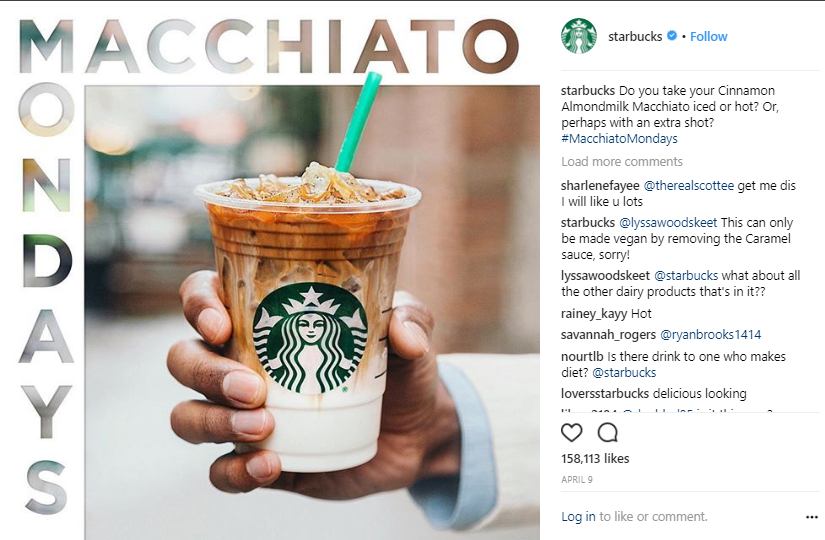 MACCHIATO
MONDAYS
starbucks • Follow
starbucks Do you take your Cinnamon
Almondmilk Macchiato iced or hot? Or,
perhaps with an extra shot?
#MacchiatoMondays
Load more comments
sharlenefayee @therealscottee get me dis
I will like u lots
starbucks @lyssawoodskeet This can only
be made vegan by removing the Caramel
sauce, sorry!
lyssawoodskeet @starbucks what about all
the other dairy products that's in it??
rainey_kayy Hot
savannah_rogers @ryanbrooks1414
nourtlb Is there drink to one who makes
diet? @starbucks
loversstarbucks delicious looking
158,113 likes
APRIL 9
Log in to like or comment.